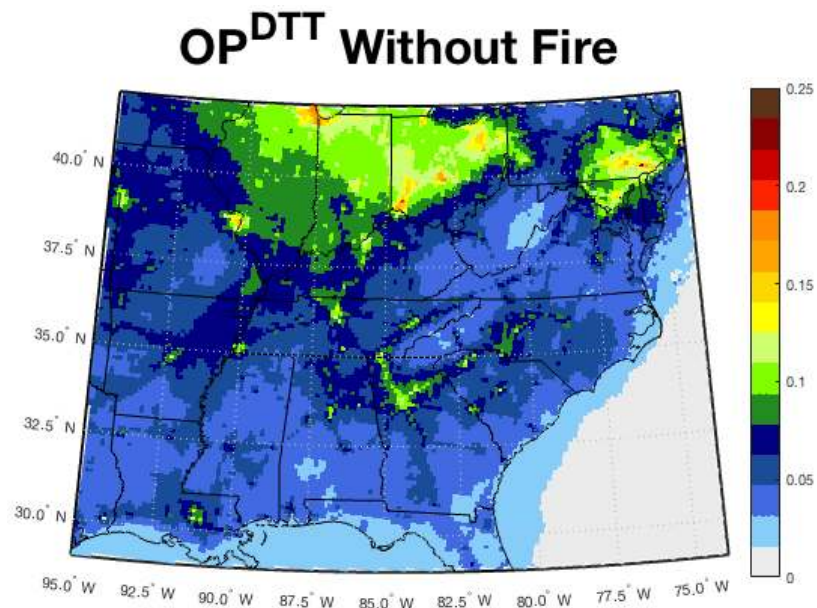 OP^DTT Without Fire
40.0° N
37.5° N
35.0° N
32.5° N
30.0° N
95.0° W 92.5° W 90.0° W 87.5° W 85.0° W 82.5° W 80.0° W 77.5° W 75.0° W
0.25
0.2
0.15
0.1
0.05
0